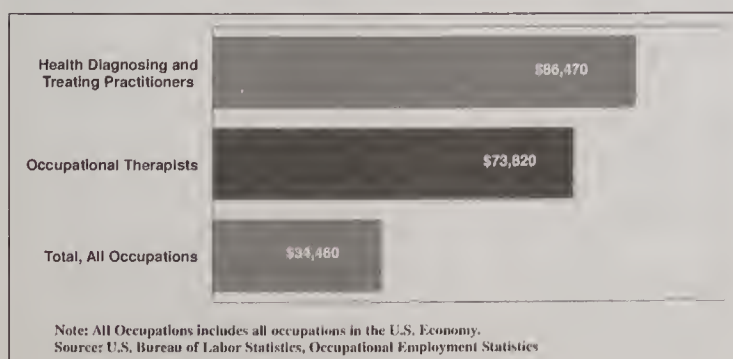 Health Diagnosing and
Treating Practitioners
$86,470
Occupational Therapists
$73,820
Total, All Occupations
$34,460
Note: All Occupations includes all occupations in the U.S. Economy.
Source: U.S. Bureau of Labor Statistics, Occupational Employment Statistics